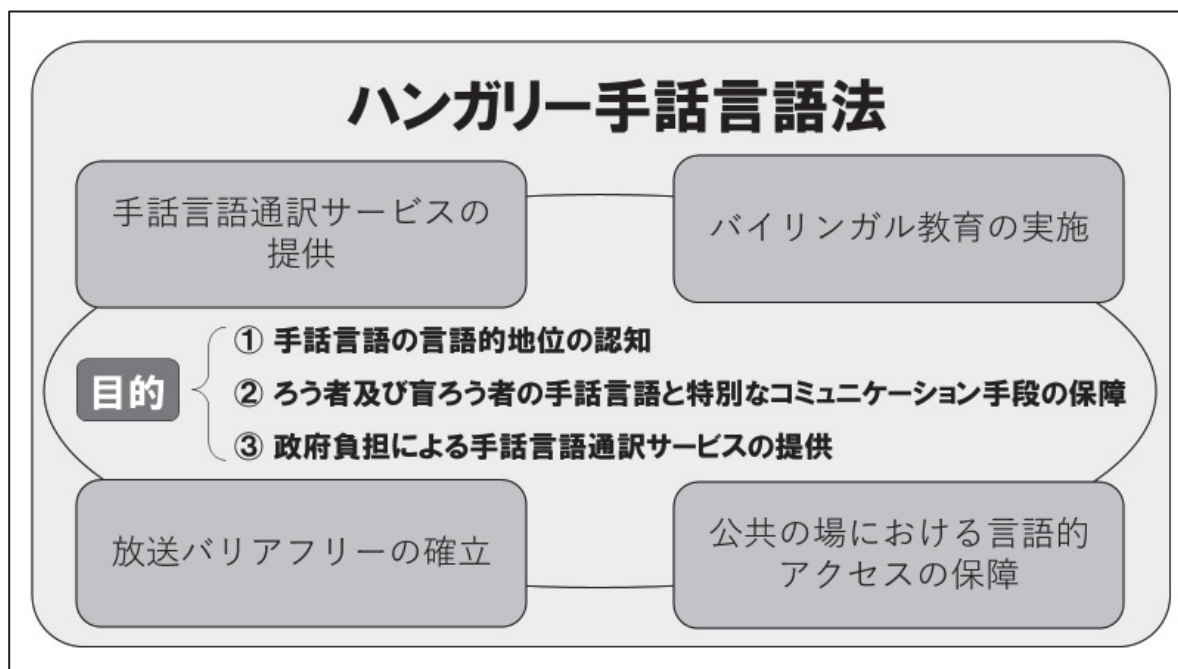 ハンガリー手話言語法
手話言語通訳サービスの
提供
バイリンガル教育の実施
目的
① 手話言語の言語的地位の認知
② ろう者及び盲ろう者の手話言語と特別なコミュニケーション手段の保障
③ 政府負担による手話言語通訳サービスの提供
放送バリアフリーの確立
公共の場における言語的
アクセスの保障